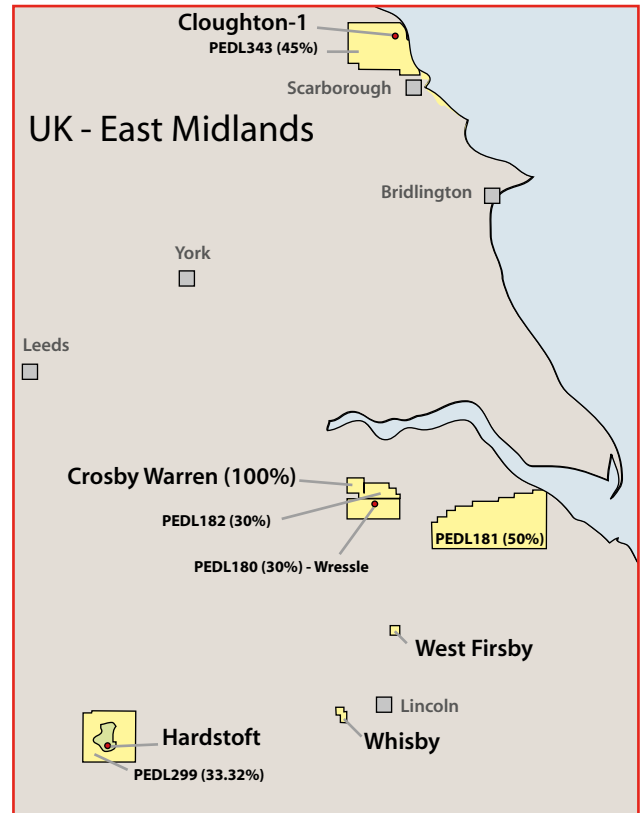 Cloughton-1
PEDL343 (45%)
Scarborough
UK - East Midlands
Bridlington
York
Leeds
Crosby Warren (100%)
PEDL182 (30%)
PEDL181 (50%)
PEDL180 (30%) - Wressle
West Firsby
Lincoln
Hardstoft
Whisby
PEDL299 (33.32%)